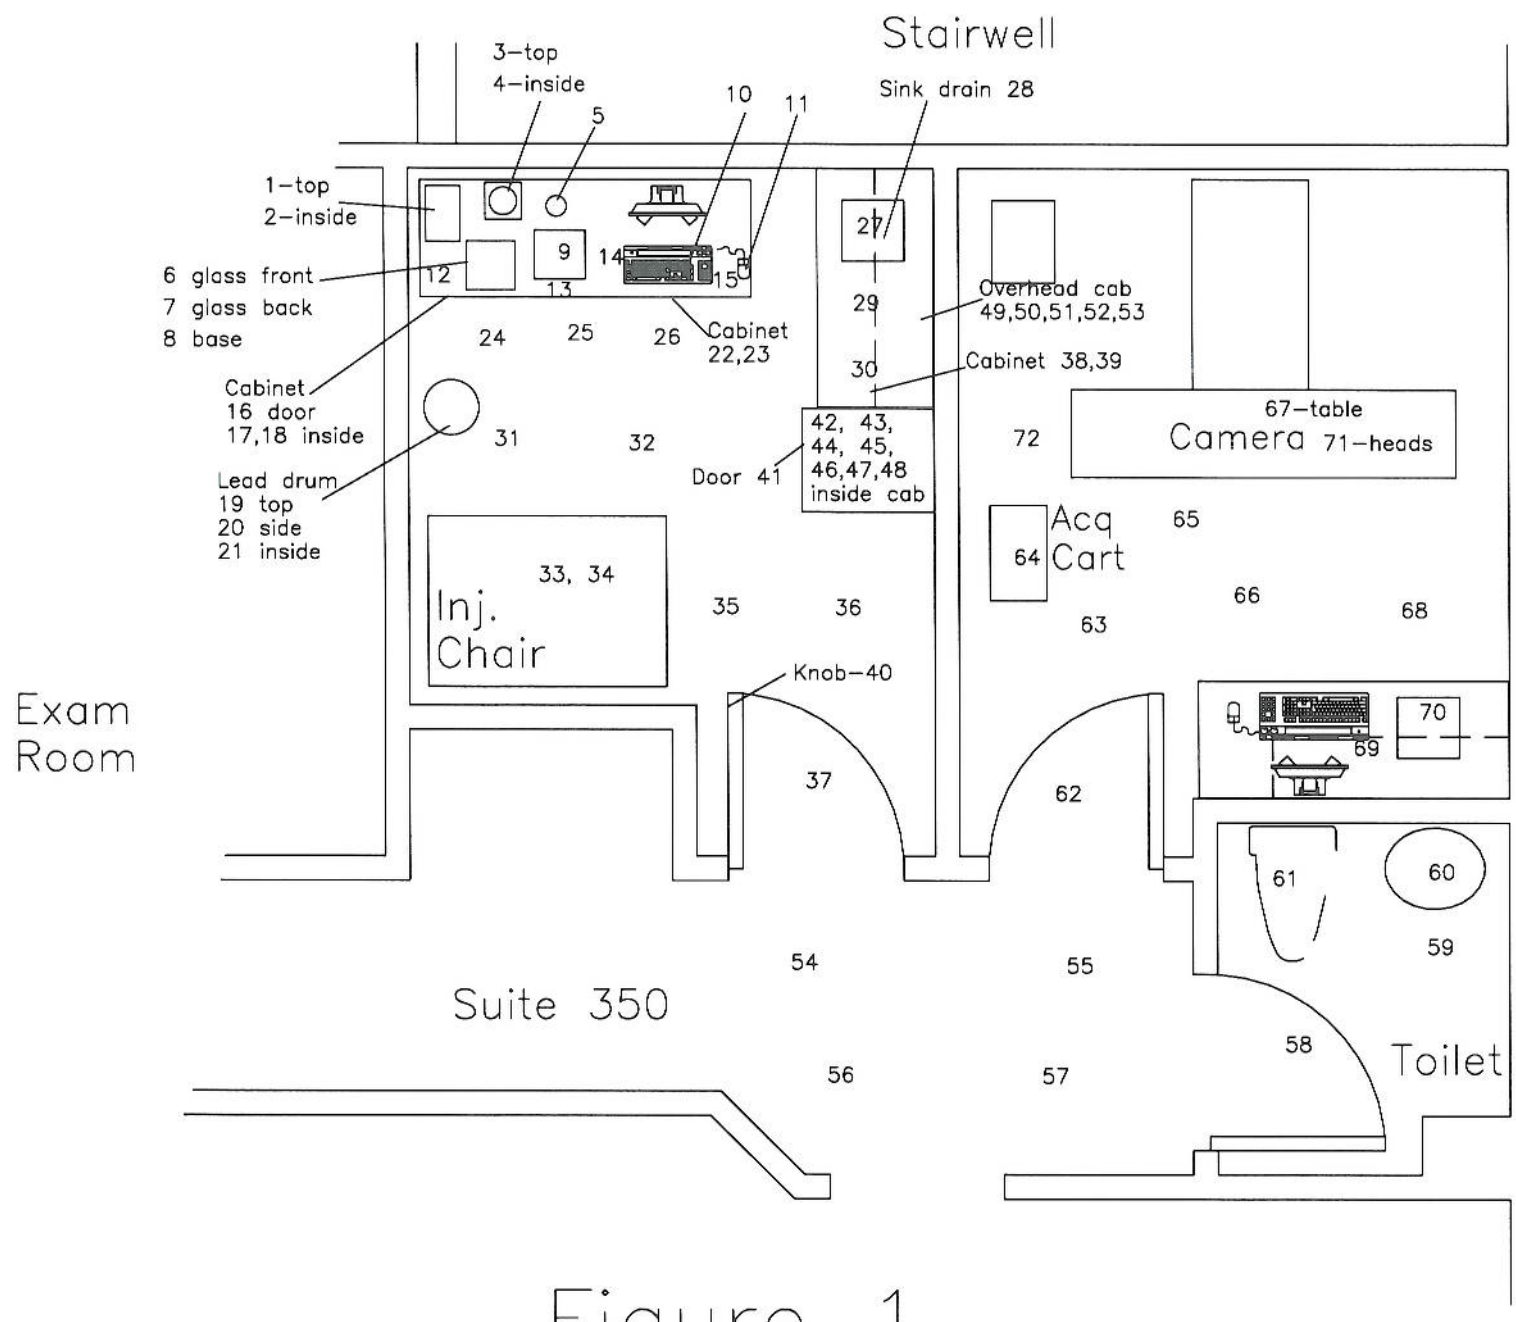 Stairwell
3-top
4-inside
5
10
11
Sink drain 28
1-top
2-inside
6 glass front
7 glass back
8 base
12
9
13
14
15
27
29
30
24
25
26
Cabinet
22,23
Overhead cab
49,50,51,52,53
Cabinet 38,39
Cabinet
16 door
17,18 inside
Lead drum
19 top
20 side
21 inside
31
32
Door 41
42, 43,
44, 45,
46,47,48
inside cab
72
67-table
Camera 71-heads
Acq
Cart
64
65
66
63
68
33, 34
Inj.
Chair
35
36
Knob-40
Exam
Room
37
62
70
69
61
60
59
54
55
Suite 350
56
57
58
Toilet
Figure 1